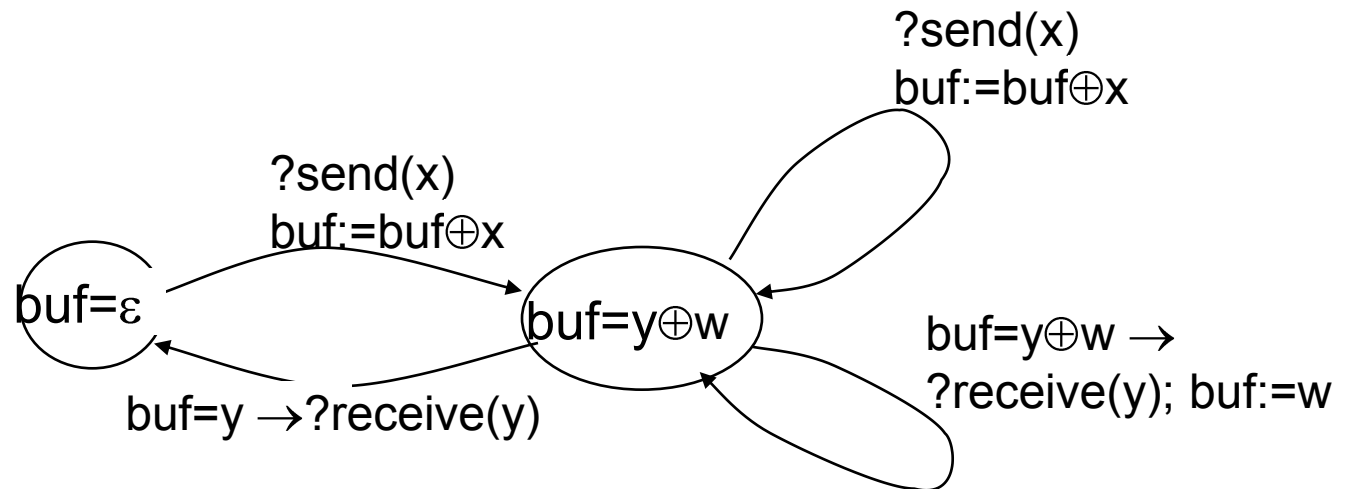 ?send(x)
buf:=buf⊕x
?send(x)
buf:=buf⊕x
buf=ε
buf=y⊕w
buf=y⊕w →
?receive(y); buf:=w
buf=y →?receive(y)